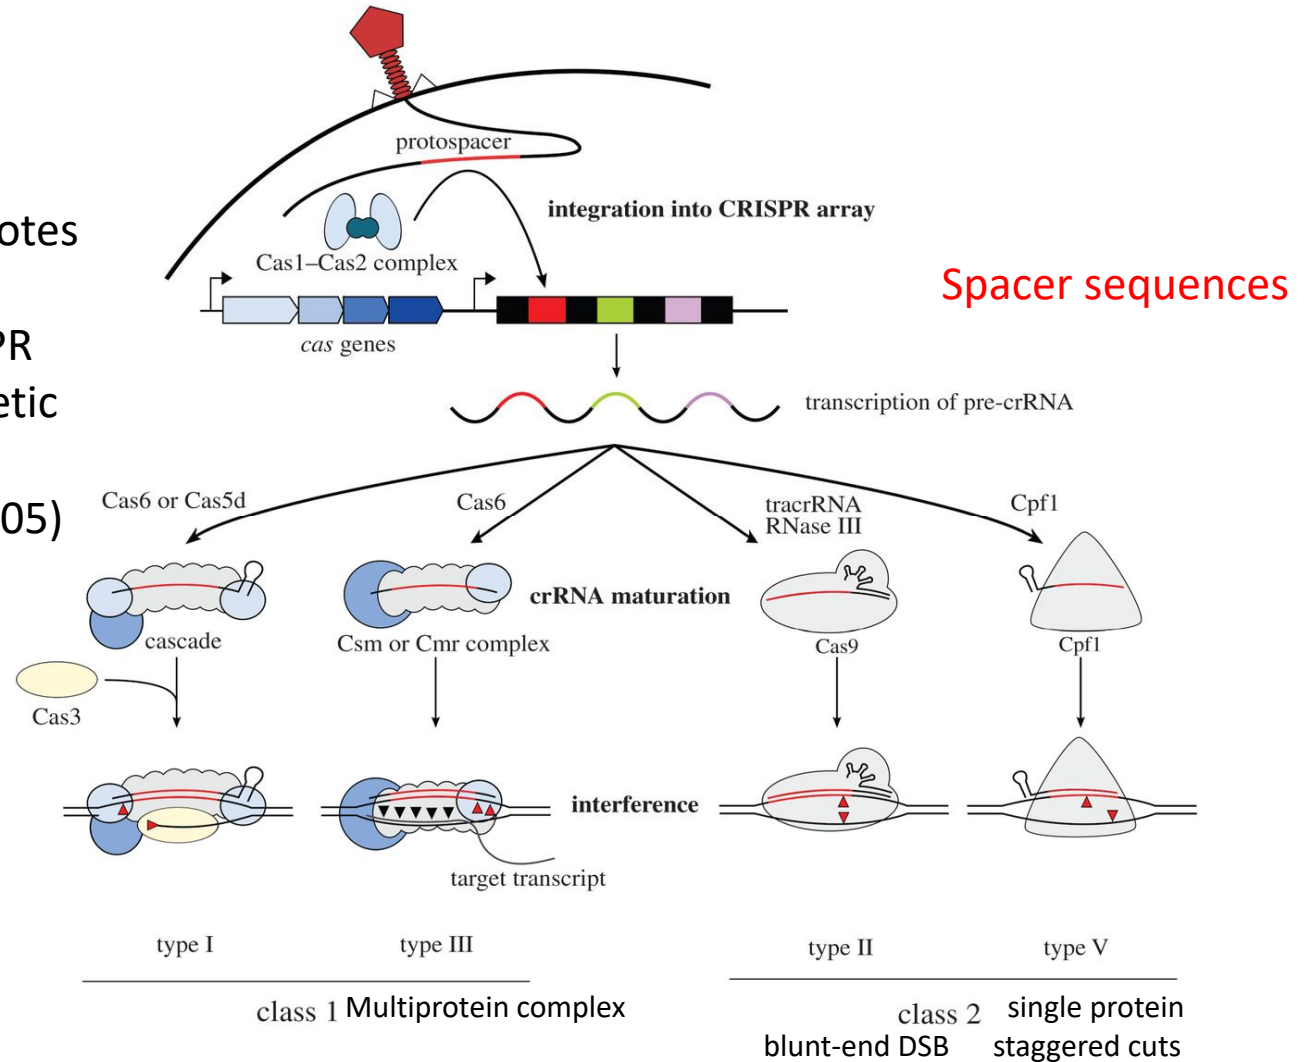 protospacer
integration into CRISPR array
otes
Cas1–Cas2 complex
Spacer sequences
PR
cas genes
etic
transcription of pre-crRNA
05)
Cas6 or Cas5d
Cas6
tracrRNA
RNase III
Cpf1
crRNA maturation
cascade
Csm or Cmr complex
Cas9
Cpf1
Cas3
interference
target transcript
type I
type III
type II
type V
class 1 Multiprotein complex
class 2 single protein
blunt-end DSB staggered cuts